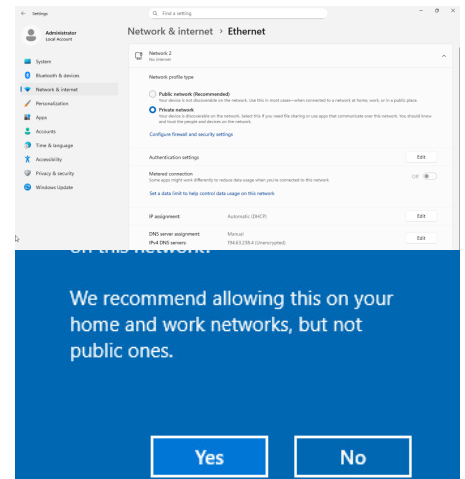 Settings
Find a setting
Administrator
Local Account
System
Bluetooth & devices
Network & internet
Personalization
Apps
Accounts
Time & language
Accessibility
Privacy & security
Windows Update
Network & internet > Ethernet
Network 2
No internet
Network profile type
Public network (Recommended)
Your device is not discoverable on the network. Use this in most cases—when connected to a network at home, work, or in a public place.
Private network
Your device is discoverable on the network. Select this if you need file sharing or use apps that communicate over this network. You should know
and trust the people and devices on the network.
Configure firewall and security settings
Authentication settings
Edit
Metered connection
Some apps might work differently to reduce data usage when you're connected to this network
Off
Set a data limit to help control data usage on this network
IP assignment: Automatic (DHCP)
Edit
DNS server assignment: Manual
IPv4 DNS servers: 194.63.238.4 (Unencrypted)
Edit
on this network?
We recommend allowing this on your
home and work networks, but not
public ones.
Yes No